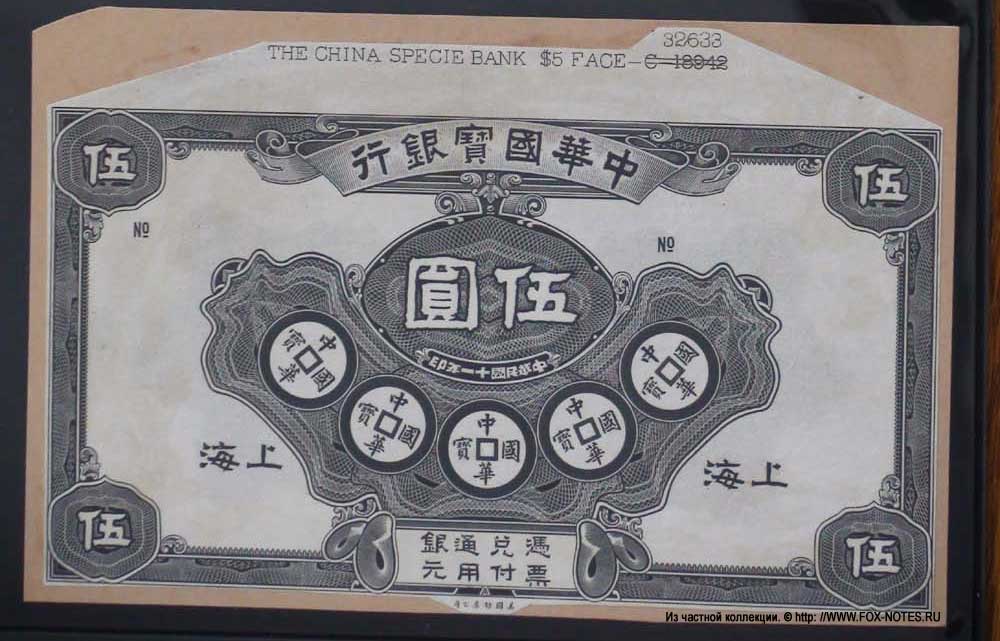 32633
THE CHINA SPECIE BANK $5 FACE-C-18942
中華國寶銀行
伍 伍
№ №
伍圓
中華民國十一年印
中華國寶
中華國寶
中華國寶
中華國寶
中華國寶
上海 上海
憑票兌付通用銀元
伍 伍
Из частной коллекции. © http://WWW.FOX-NOTES.RU